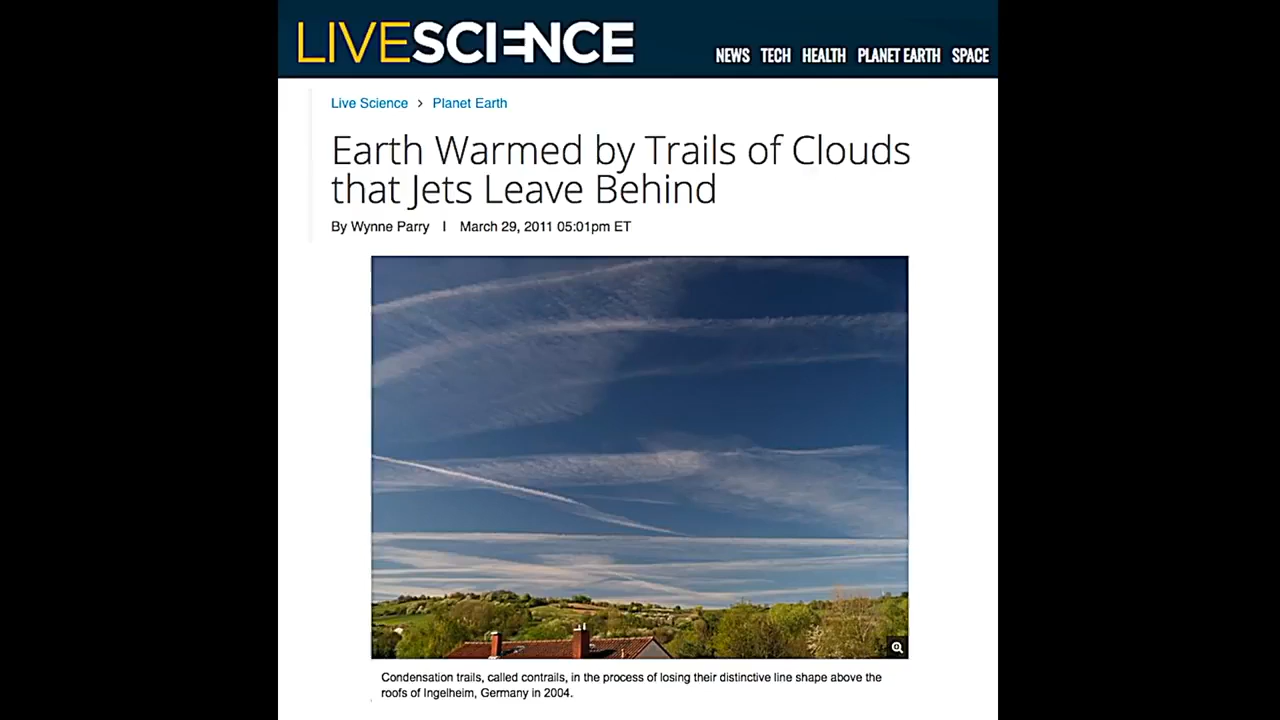 LIVESCIENCE
NEWS TECH HEALTH PLANET EARTH SPACE
Live Science > Planet Earth
Earth Warmed by Trails of Clouds
that Jets Leave Behind
By Wynne Parry | March 29, 2011 05:01pm ET
Condensation trails, called contrails, in the process of losing their distinctive line shape above the
roofs of Ingelheim, Germany in 2004.